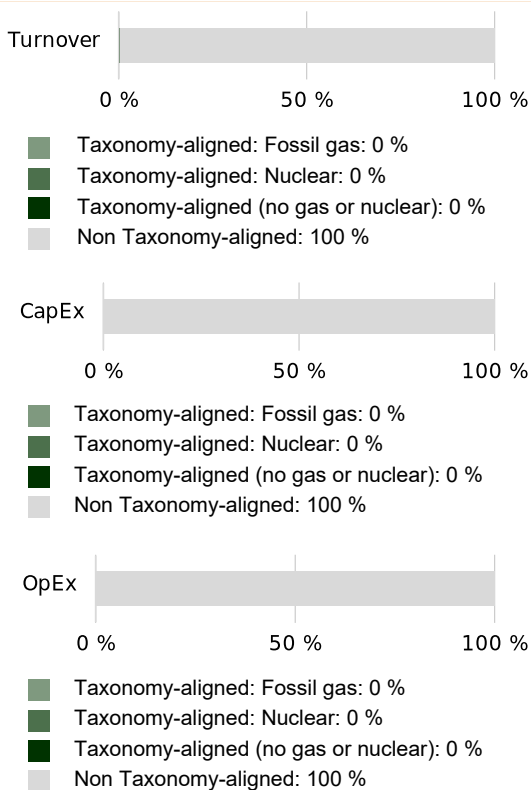 Turnover
0 % 50 % 100 %
Taxonomy-aligned: Fossil gas: 0 %
Taxonomy-aligned: Nuclear: 0 %
Taxonomy-aligned (no gas or nuclear): 0 %
Non Taxonomy-aligned: 100 %
CapEx
0 % 50 % 100 %
Taxonomy-aligned: Fossil gas: 0 %
Taxonomy-aligned: Nuclear: 0 %
Taxonomy-aligned (no gas or nuclear): 0 %
Non Taxonomy-aligned: 100 %
OpEx
0 % 50 % 100 %
Taxonomy-aligned: Fossil gas: 0 %
Taxonomy-aligned: Nuclear: 0 %
Taxonomy-aligned (no gas or nuclear): 0 %
Non Taxonomy-aligned: 100 %